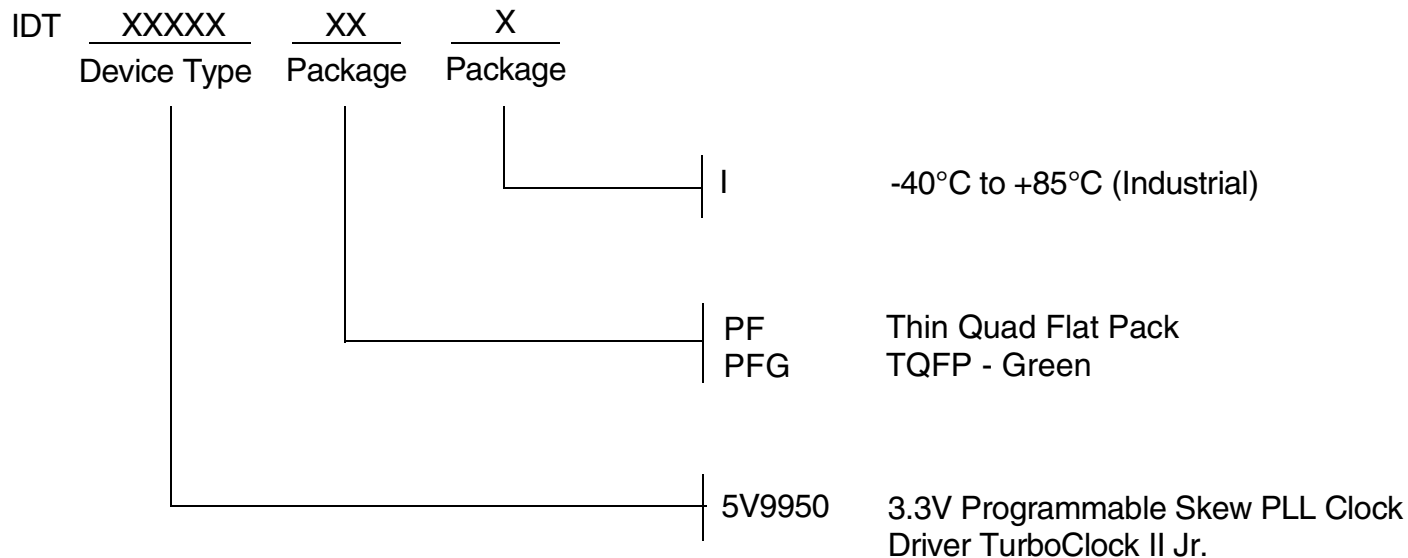 IDT XXXXX XX X
Device Type Package Package
I -40°C to +85°C (Industrial)
PF Thin Quad Flat Pack
PFG TQFP - Green
5V9950 3.3V Programmable Skew PLL Clock
Driver TurboClock II Jr.